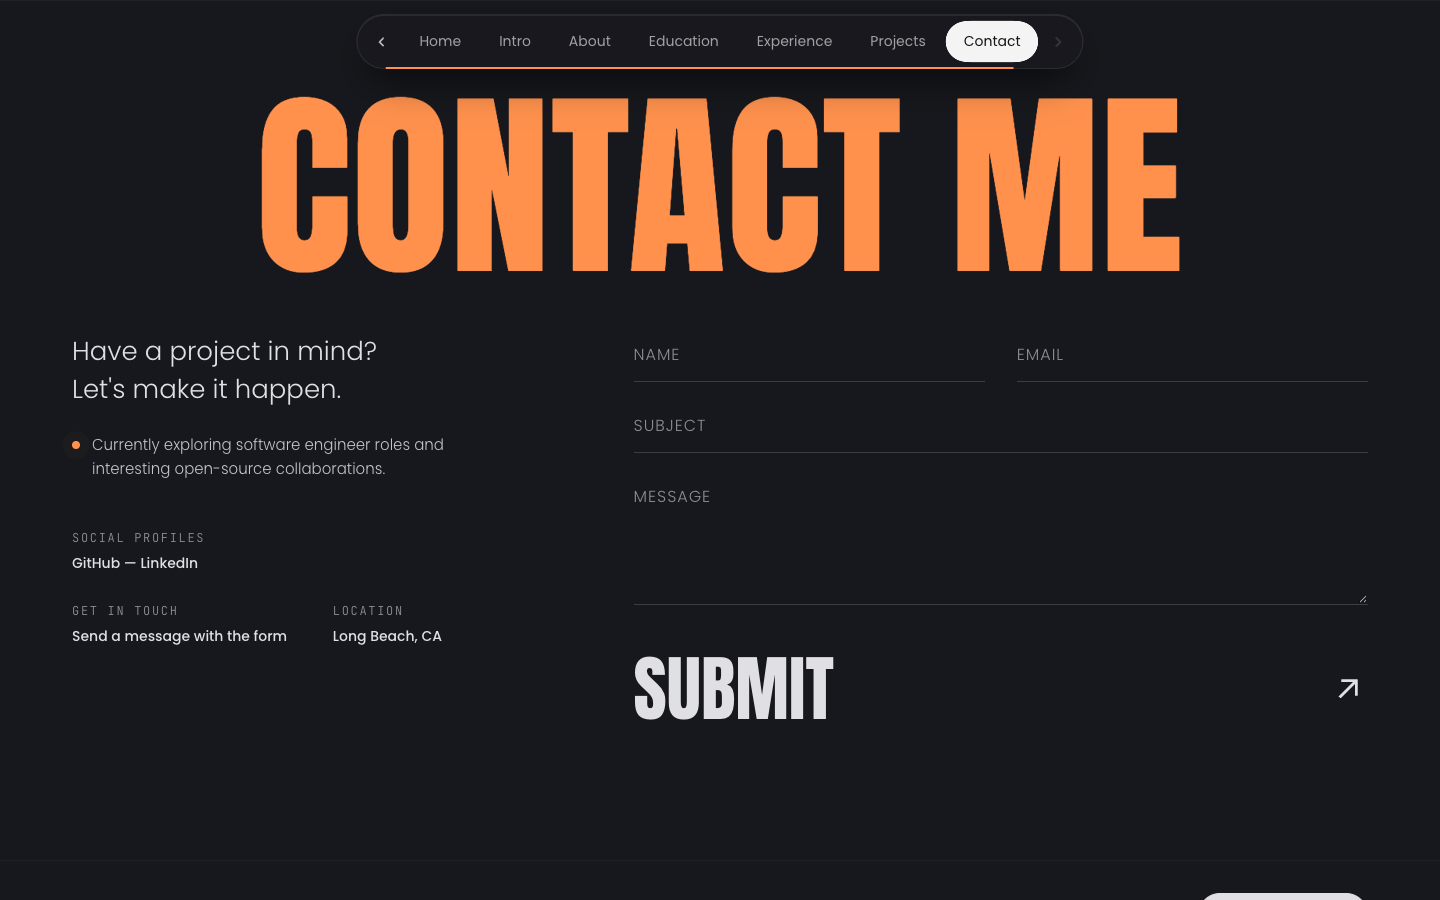 Home Intro About Education Experience Projects Contact
CONTACT ME
Have a project in mind?
Let's make it happen.
Currently exploring software engineer roles and
interesting open-source collaborations.
SOCIAL PROFILES
GitHub — LinkedIn
GET IN TOUCH
Send a message with the form
LOCATION
Long Beach, CA
NAME
EMAIL
SUBJECT
MESSAGE
SUBMIT